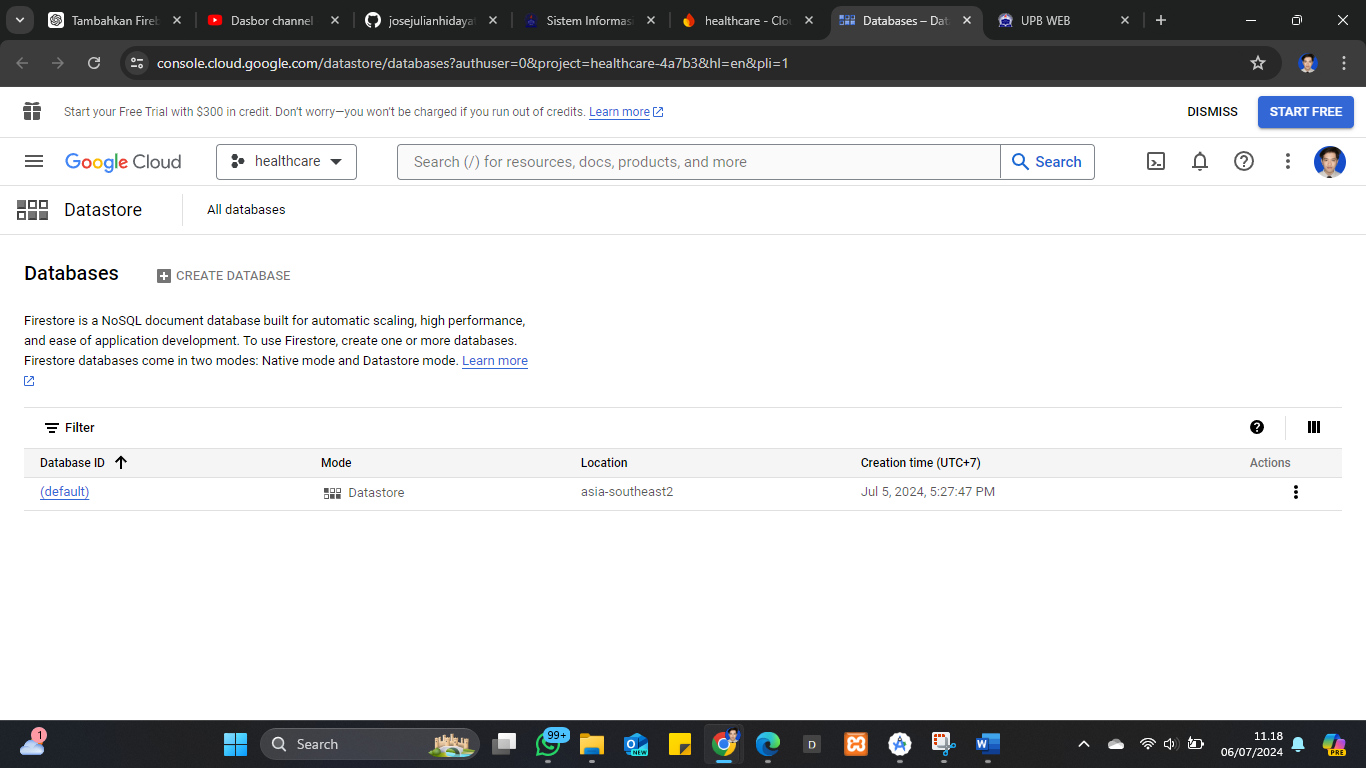 Tambahkan Fireb
Dasbor channel
josejulianhidayat
Sistem Informas
healthcare - Clou
Databases – Dat
UPB WEB
console.cloud.google.com/datastore/databases?authuser=0&project=healthcare-4a7b3&hl=en&pli=1
Start your Free Trial with $300 in credit. Don't worry—you won't be charged if you run out of credits. Learn more
DISMISS
START FREE
Google Cloud
healthcare
Search (/) for resources, docs, products, and more
Search
Datastore
All databases
Databases
CREATE DATABASE
Firestore is a NoSQL document database built for automatic scaling, high performance,
and ease of application development. To use Firestore, create one or more databases.
Firestore databases come in two modes: Native mode and Datastore mode. Learn more
Filter
Database ID Mode Location Creation time (UTC+7) Actions
(default) Datastore asia-southeast2 Jul 5, 2024, 5:27:47 PM
1
Search
99+
NEW
D
W
11.18
06/07/2024
PRE